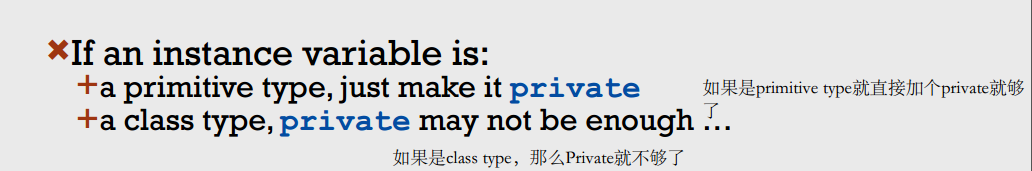 ✖If an instance variable is:
+a primitive type, just make it private
如果是primitive type就直接加个private就够
了
+a class type, private may not be enough …
如果是class type，那么Private就不够了